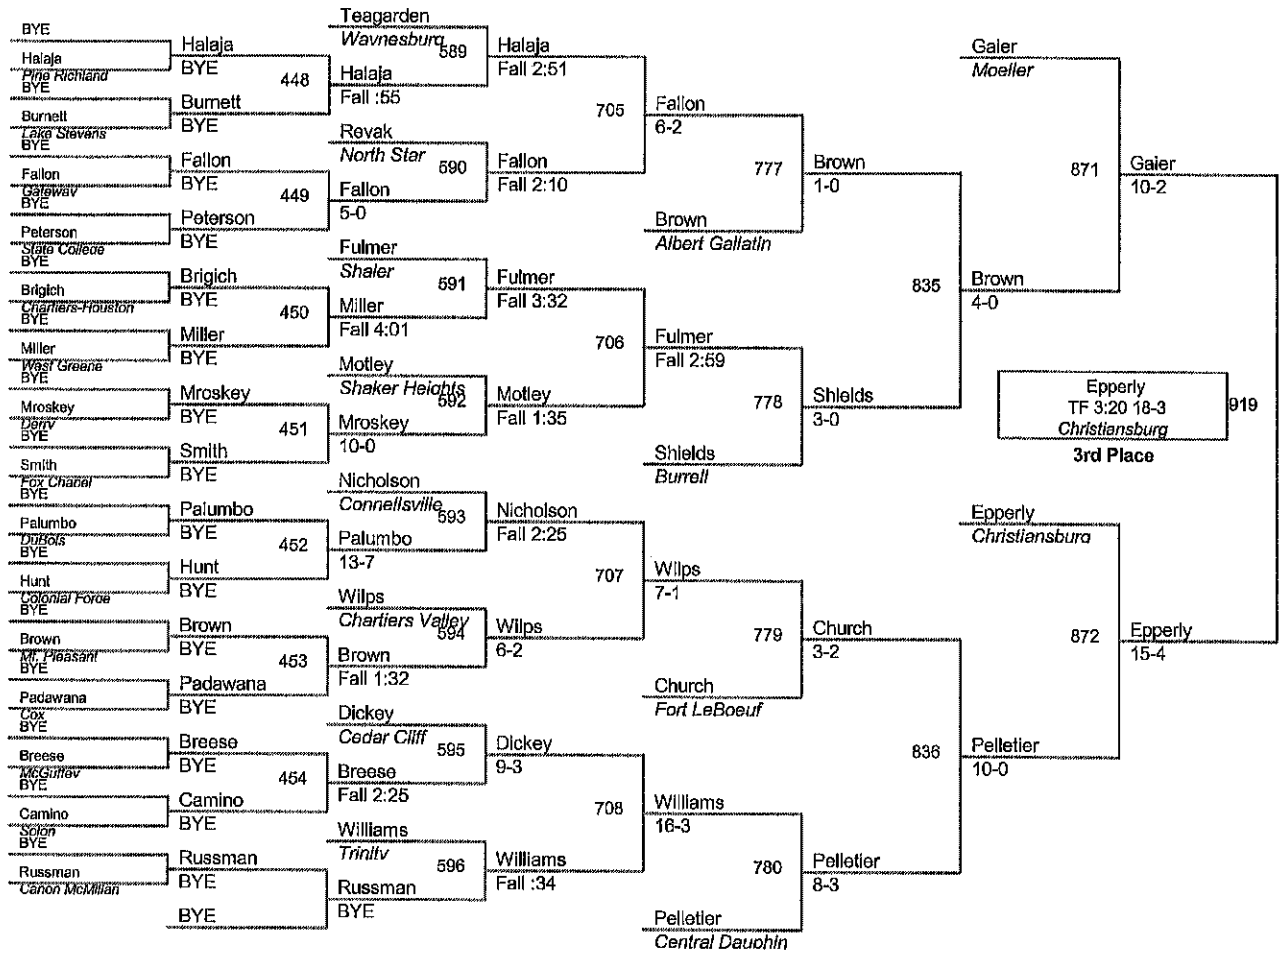 BYE
Halaja
Pine Richland
BYE
Burnett
Lake Stevens
BYE
Fallon
Gateway
BYE
Peterson
State College
BYE
Brigich
Chartiers-Houston
BYE
Miller
West Greene
BYE
Mroskey
Derry
BYE
Smith
Fox Chapel
BYE
Palumbo
DuBois
BYE
Hunt
Colonial Forge
BYE
Brown
Mt. Pleasant
BYE
Padawana
Cox
BYE
Breese
McGuffey
BYE
Camino
Solon
BYE
Russman
Canon McMillan
Halaja
BYE
448
Burnett
BYE
Fallon
BYE
449
Peterson
BYE
Brigich
BYE
450
Miller
BYE
Mroskey
BYE
451
Smith
BYE
Palumbo
BYE
452
Hunt
BYE
Brown
BYE
453
Padawana
BYE
Breese
BYE
454
Camino
BYE
Russman
BYE
BYE
Teagarden
Waynesburg
589
Halaja
Fall :55
Revak
North Star
590
Fallon
5-0
Fulmer
Shaler
591
Miller
Fall 4:01
Motley
Shaker Heights
592
Mroskey
10-0
Nicholson
Connellsville
593
Palumbo
13-7
Wilps
Chartiers Valley
594
Brown
Fall 1:32
Dickey
Cedar Cliff
595
Breese
Fall 2:25
Williams
Trinity
596
Russman
BYE
Halaja
Fall 2:51
705
Fallon
Fall 2:10
Fulmer
Fall 3:32
706
Motley
Fall 1:35
Nicholson
Fall 2:25
707
Wilps
6-2
Dickey
9-3
708
Williams
Fall :34
Fallon
6-2
777
Brown
Albert Gallatin
Fulmer
Fall 2:59
778
Shields
Burrell
Wilps
7-1
779
Church
Fort LeBoeuf
Williams
16-3
780
Pelletier
Central Dauphin
Brown
1-0
835
Shields
3-0
Church
3-2
836
Pelletier
8-3
Gaier
Moeller
871
Brown
4-0
Epperly
TF 3:20 18-3
Christiansburg
919
3rd Place
Epperly
Christiansburg
872
Pelletier
10-0
Gaier
10-2
Epperly
15-4